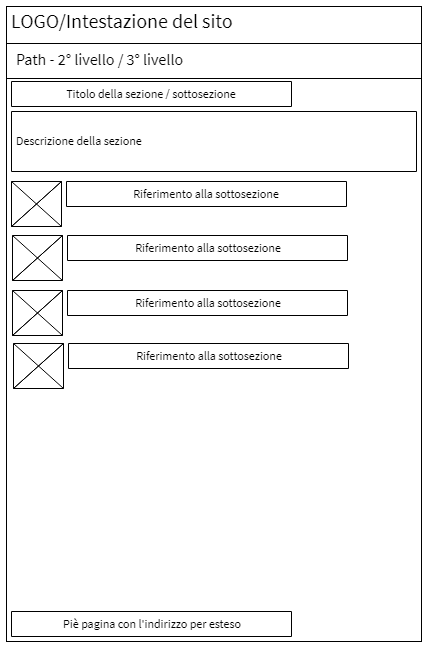 LOGO/Intestazione del sito
Path - 2° livello / 3° livello
Titolo della sezione / sottosezione
Descrizione della sezione
Riferimento alla sottosezione
Riferimento alla sottosezione
Riferimento alla sottosezione
Riferimento alla sottosezione
Piè pagina con l'indirizzo per esteso